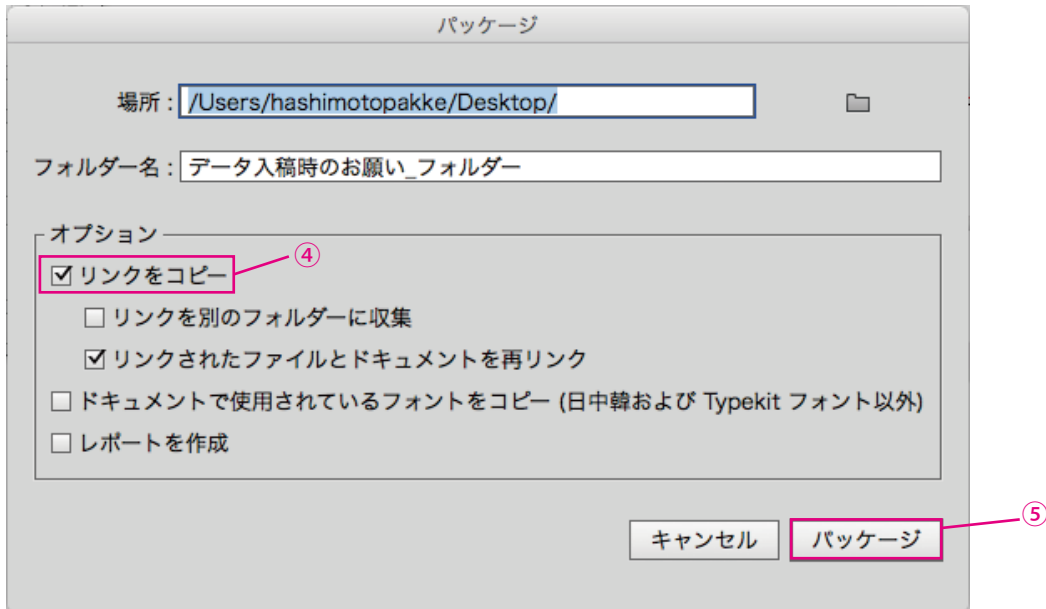 パッケージ
場所 : /Users/hashimotopakke/Desktop/
フォルダー名 : データ入稿時のお願い_フォルダー
オプション
④
リンクをコピー
リンクを別のフォルダーに収集
リンクされたファイルとドキュメントを再リンク
ドキュメントで使用されているフォントをコピー (日中韓および Typekit フォント以外)
レポートを作成
⑤
キャンセル パッケージ